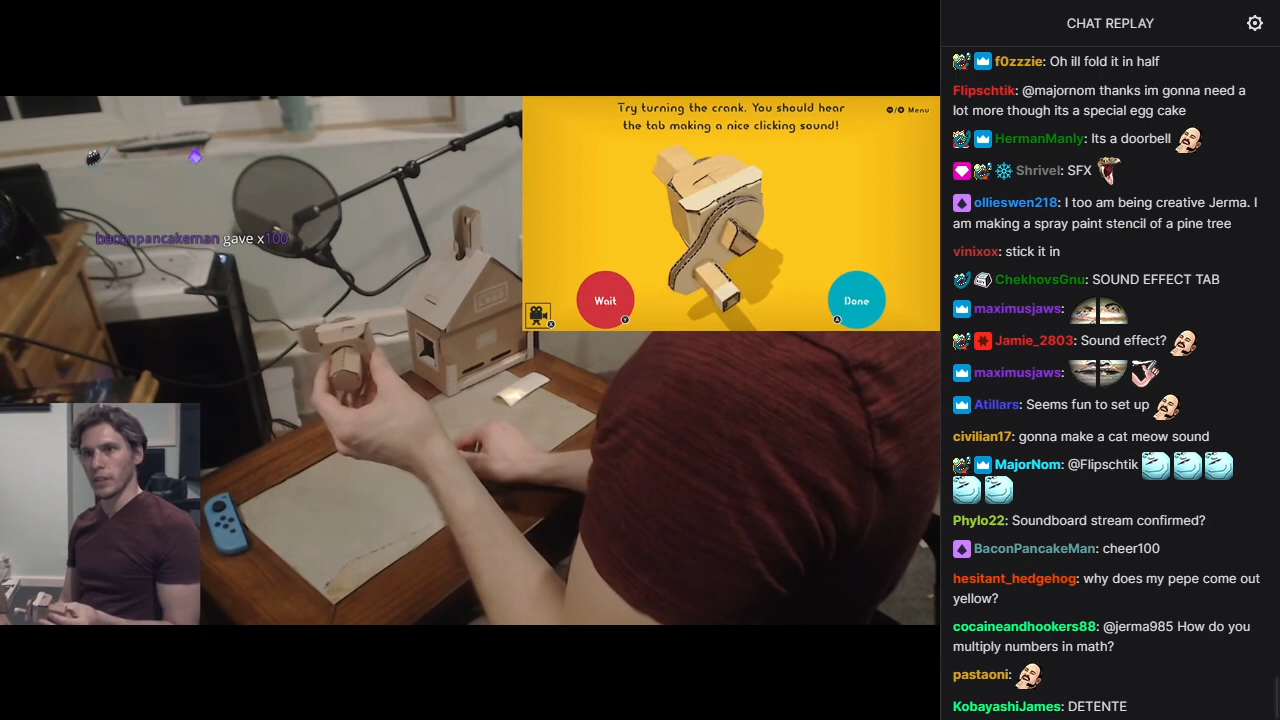 CHAT REPLAY
Try turning the crank. You should hear
the tab making a nice clicking sound!
Menu
Wait
Y
Done
A
X
baconpancakeman gave x100
f0zzzie: Oh ill fold it in half
Flipschtik: @majornom thanks im gonna need a
lot more though its a special egg cake
HermanManly: Its a doorbell
Shrivel: SFX
ollieswen218: I too am being creative Jerma. I
am making a spray paint stencil of a pine tree
vinixox: stick it in
ChekhovsGnu: SOUND EFFECT TAB
maximusjaws:
Jamie_2803: Sound effect?
maximusjaws:
Atillars: Seems fun to set up
civilian17: gonna make a cat meow sound
MajorNom: @Flipschtik
Phylo22: Soundboard stream confirmed?
BaconPancakeMan: cheer100
hesitant_hedgehog: why does my pepe come out
yellow?
cocaineandhookers88: @jerma985 How do you
multiply numbers in math?
pastaoni:
KobayashiJames: DETENTE